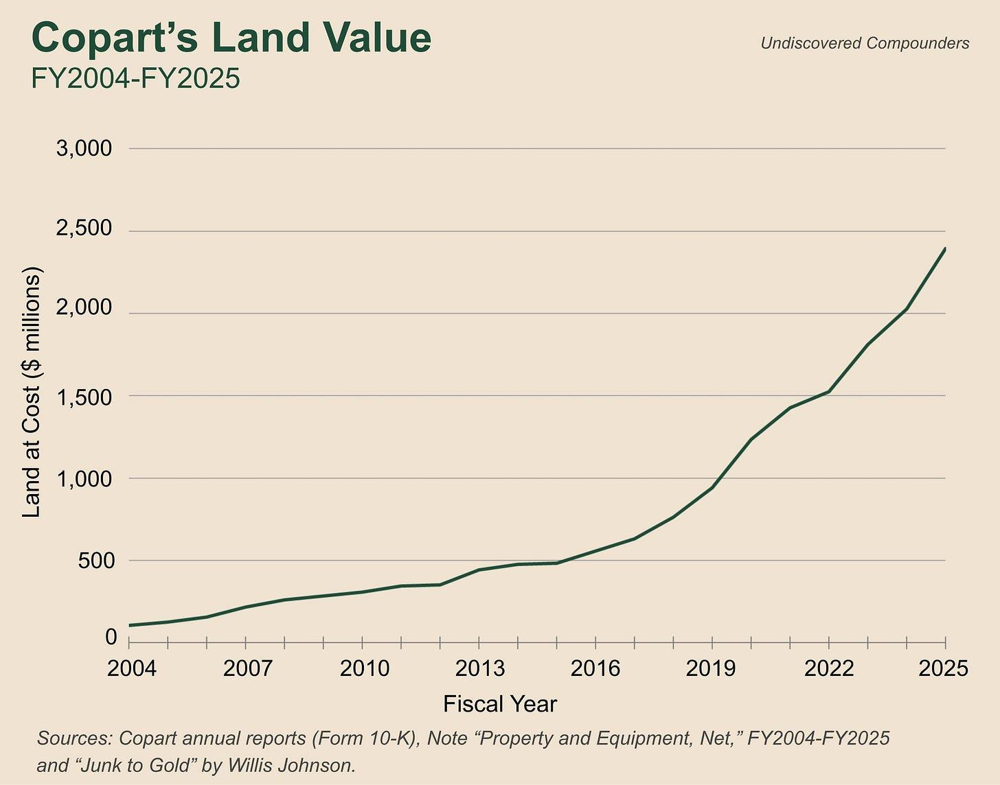 Copart’s Land Value
Undiscovered Compounders
FY2004-FY2025
3,000
2,500
2,000
1,500
1,000
500
0
Land at Cost ($ millions)
2004 2007 2010 2013 2016 2019 2022 2025
Fiscal Year
Sources: Copart annual reports (Form 10-K), Note “Property and Equipment, Net,” FY2004-FY2025
and “Junk to Gold” by Willis Johnson.